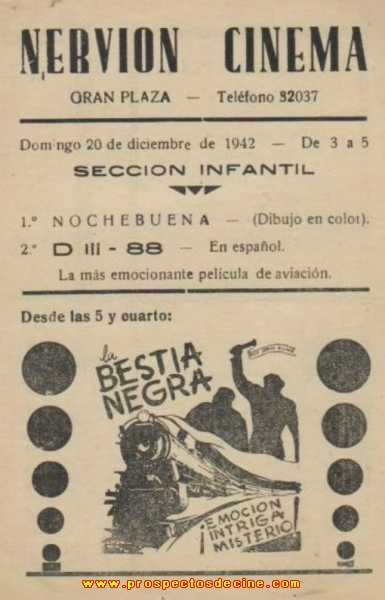 NERVION CINEMA
GRAN PLAZA — Teléfono 32037
Domingo 20 de diciembre de 1942 — De 3 a 5
SECCION INFANTIL
1.º NOCHEBUENA — (Dibujo en color).
2.º D III - 88 — En español.
La más emocionante película de aviación.
Desde las 5 y cuarto:
la
BESTIA
NEGRA
¡EMOCION
INTRIGA
MISTERIO!
www.prospectosdecine.com